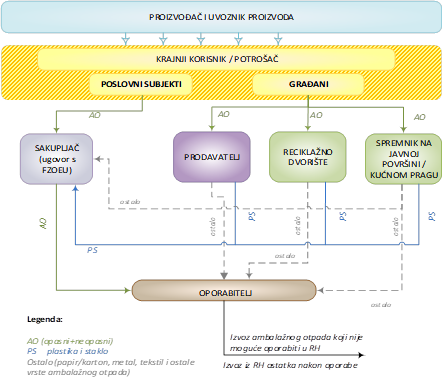 PROIZVOĐAČ I UVOZNIK PROIZVODA
KRAJNJI KORISNIK / POTROŠAČ
POSLOVNI SUBJEKTI
GRAĐANI
AO
AO
AO
AO
SAKUPLJAČ
(ugovor s
FZOEU)
PRODAVATELJ
RECIKLAŽNO
DVORIŠTE
SPREMNIK NA
JAVNOJ
POVRŠINI /
KUĆNOM PRAGU
ostalo
AO
ostalo
PS
ostalo
PS
ostalo
PS
PS
ostalo
OPORABITELJ
Legenda:
AO (opasni+neopasni)
PS plastika i staklo
Ostalo (papir/karton, metal, tekstil i ostale
vrste ambalažnog otpada)
Izvoz ambalažnog otpada koji nije
moguće oporabiti u RH
Izvoz iz RH ostatka nakon oporabe